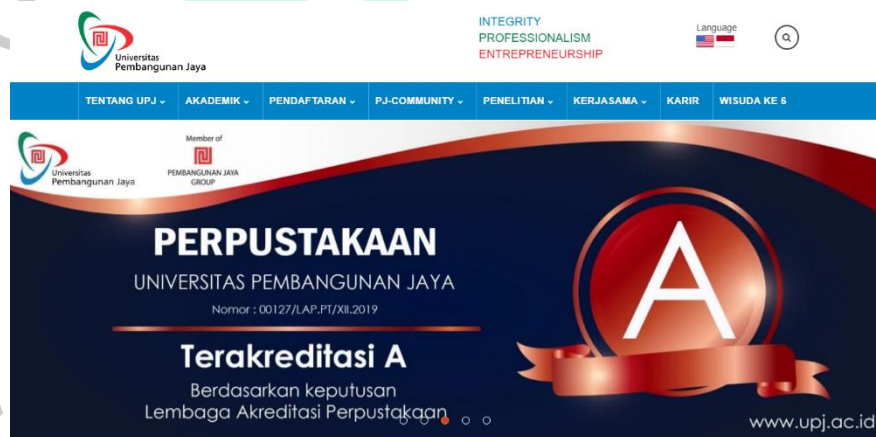 Universitas
Pembangunan Jaya
INTEGRITY
PROFESSIONALISM
ENTREPRENEURSHIP
Language
TENTANG UPJ
AKADEMIK
PENDAFTARAN
PJ-COMMUNITY
PENELITIAN
KERJASAMA
KARIR
WISUDA KE 6
Universitas
Pembangunan Jaya
Member of
PEMBANGUNAN JAYA
GROUP
PERPUSTAKAAN
UNIVERSITAS PEMBANGUNAN JAYA
Nomor : 00127/LAP.PT/XII.2019
Terakreditasi A
Berdasarkan keputusan
Lembaga Akreditasi Perpustakaan
A
www.upj.ac.id